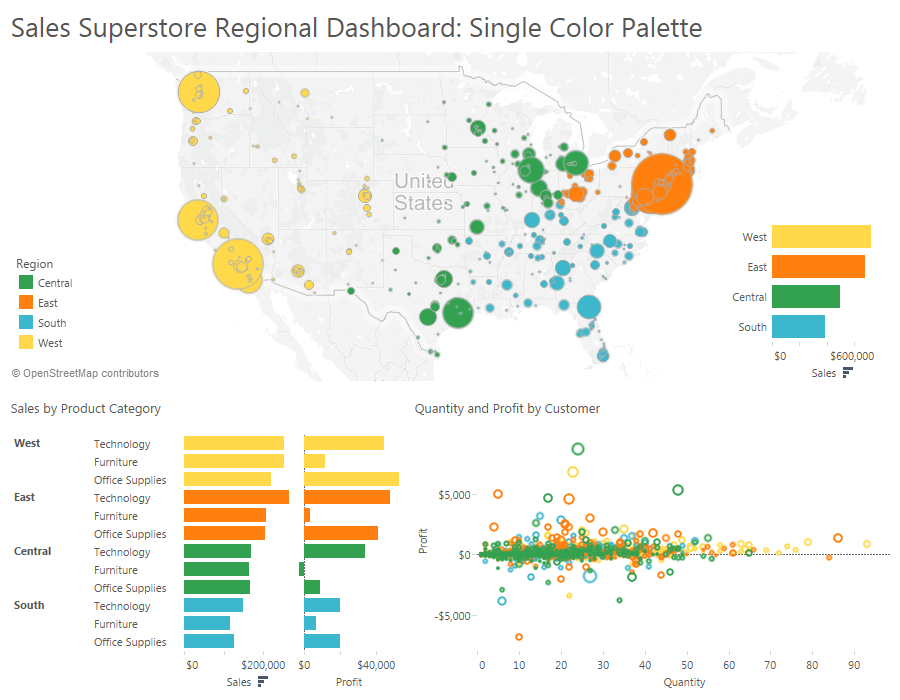 Sales Superstore Regional Dashboard: Single Color Palette
United
States
Region
Central
East
South
West
© OpenStreetMap contributors
West
East
Central
South
$0 $600,000
Sales
Sales by Product Category
West Technology
Furniture
Office Supplies
East Technology
Furniture
Office Supplies
Central Technology
Furniture
Office Supplies
South Technology
Furniture
Office Supplies
$0 $200,000 $0 $40,000
Sales Profit
Quantity and Profit by Customer
Profit
$5,000
$0
-$5,000
0 10 20 30 40 50 60 70 80 90
Quantity